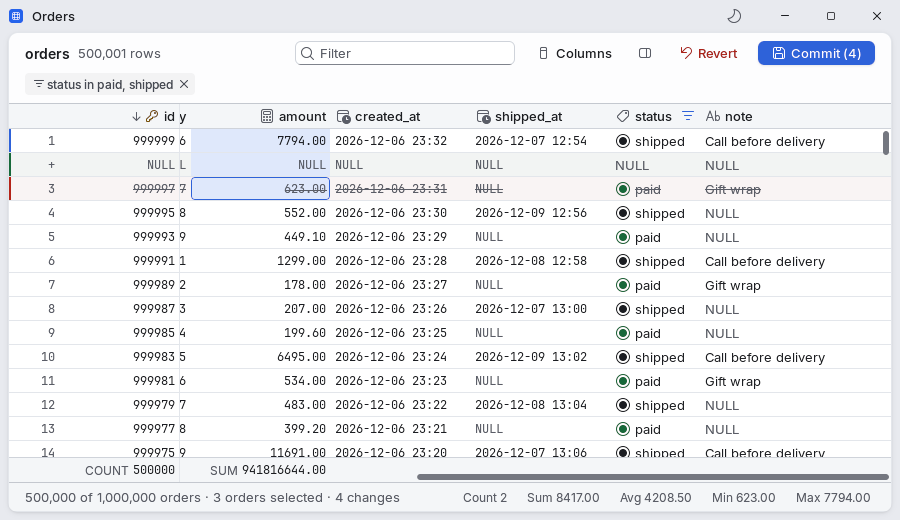 Orders
orders 500,001 rows Filter Columns Revert Commit (4)
status in paid, shipped
id y amount created_at shipped_at status Ab note
1 999999 6 7794.00 2026-12-06 23:32 2026-12-07 12:54 shipped Call before delivery
+ NULL L NULL NULL NULL NULL NULL
3 999997 7 623.00 2026-12-06 23:31 NULL paid Gift wrap
4 999995 8 552.00 2026-12-06 23:30 2026-12-09 12:56 shipped NULL
5 999993 9 449.10 2026-12-06 23:29 NULL paid NULL
6 999991 1 1299.00 2026-12-06 23:28 2026-12-08 12:58 shipped Call before delivery
7 999989 2 178.00 2026-12-06 23:27 NULL paid Gift wrap
8 999987 3 207.00 2026-12-06 23:26 2026-12-07 13:00 shipped NULL
9 999985 4 199.60 2026-12-06 23:25 NULL paid NULL
10 999983 5 6495.00 2026-12-06 23:24 2026-12-09 13:02 shipped Call before delivery
11 999981 6 534.00 2026-12-06 23:23 NULL paid Gift wrap
12 999979 7 483.00 2026-12-06 23:22 2026-12-08 13:04 shipped NULL
13 999977 8 399.20 2026-12-06 23:21 NULL paid NULL
14 999975 9 11691.00 2026-12-06 23:20 2026-12-07 13:06 shipped Call before delivery
COUNT 500000 SUM 941816644.00
500,000 of 1,000,000 orders · 3 orders selected · 4 changes Count 2 Sum 8417.00 Avg 4208.50 Min 623.00 Max 7794.00